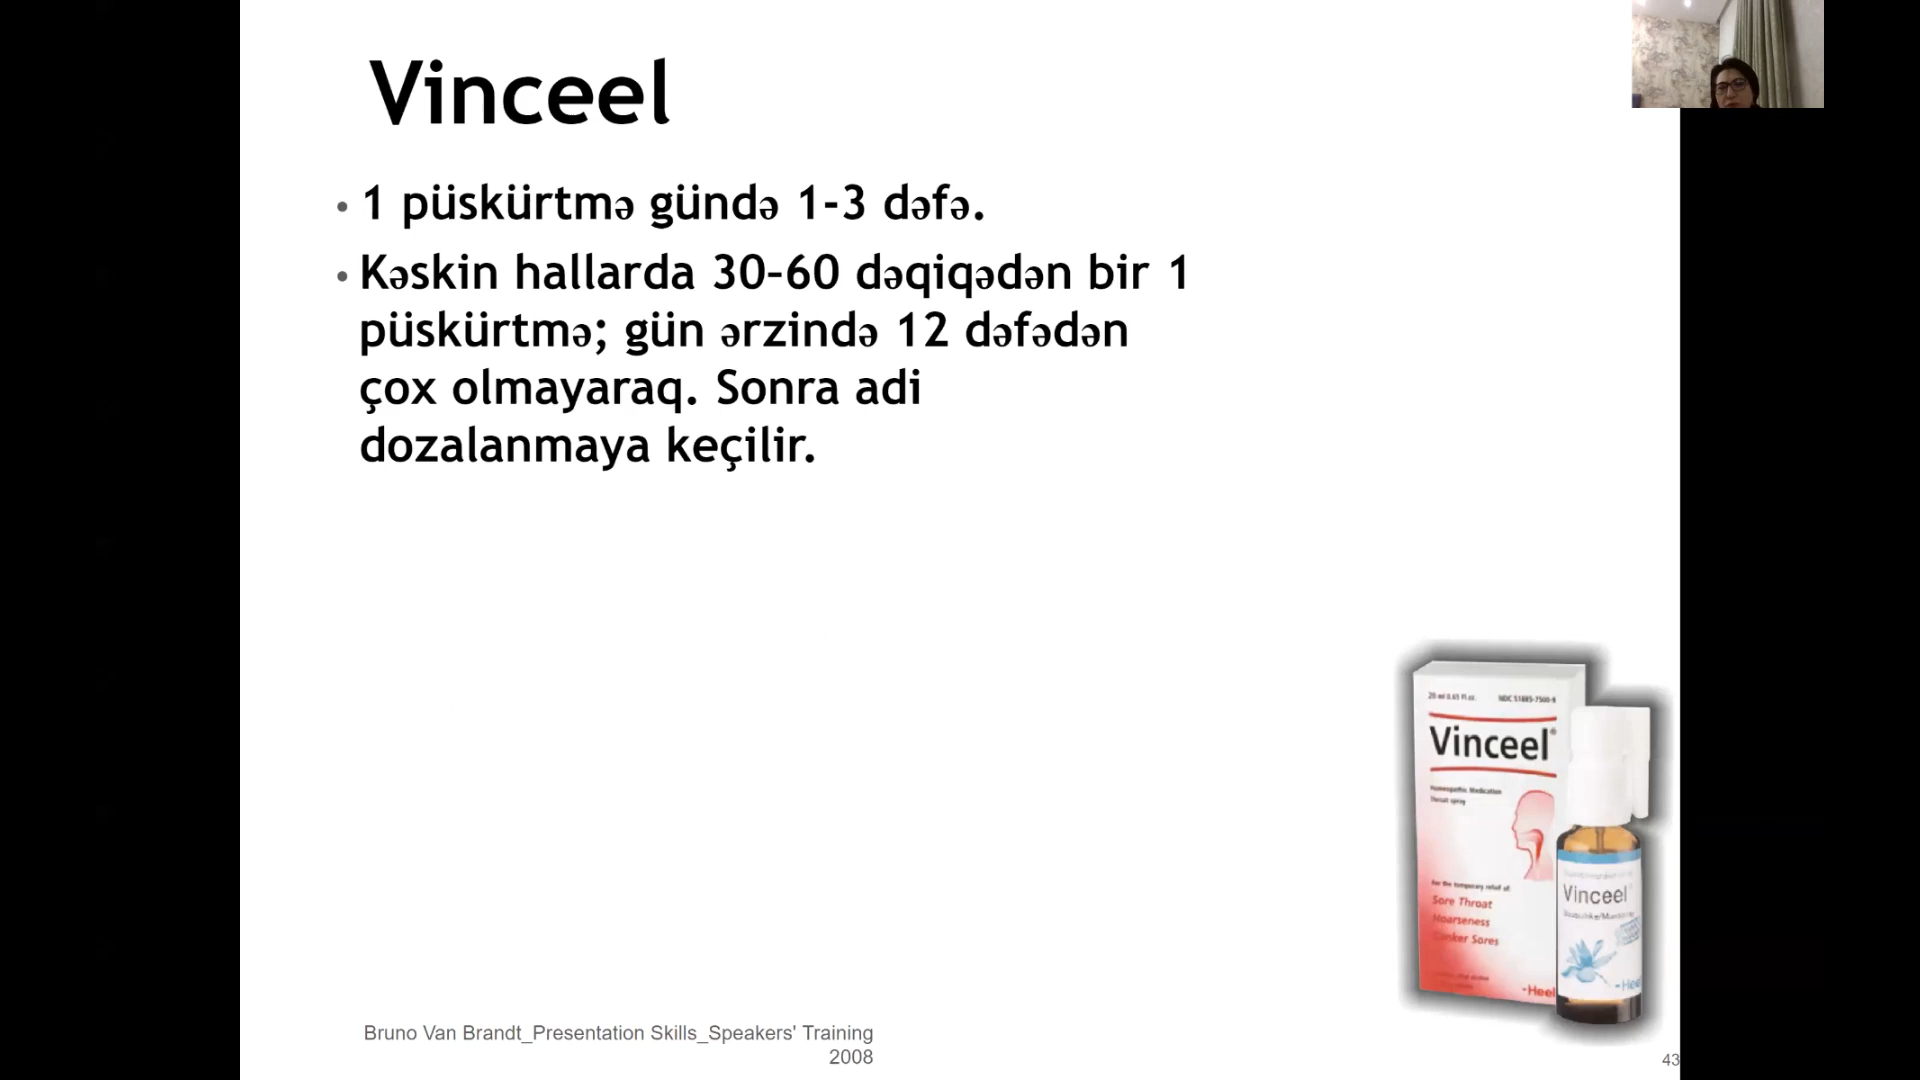 Vinceel
• 1 püskürtmə gündə 1-3 dəfə.
• Kəskin hallarda 30–60 dəqiqədən bir 1
püskürtmə; gün ərzində 12 dəfədən
çox olmayaraq. Sonra adi
dozalanmaya keçilir.
20 ml 0.65 Fl.oz. NDC 51885-7500-
Vinceel®
Homeopathic Medication
Throat spray
For the temporary relief of:
Sore Throat
Hoarseness
Canker Sores
-Heel
Vinceel®
-Heel
Bruno Van Brandt_Presentation Skills_Speakers' Training
2008
43